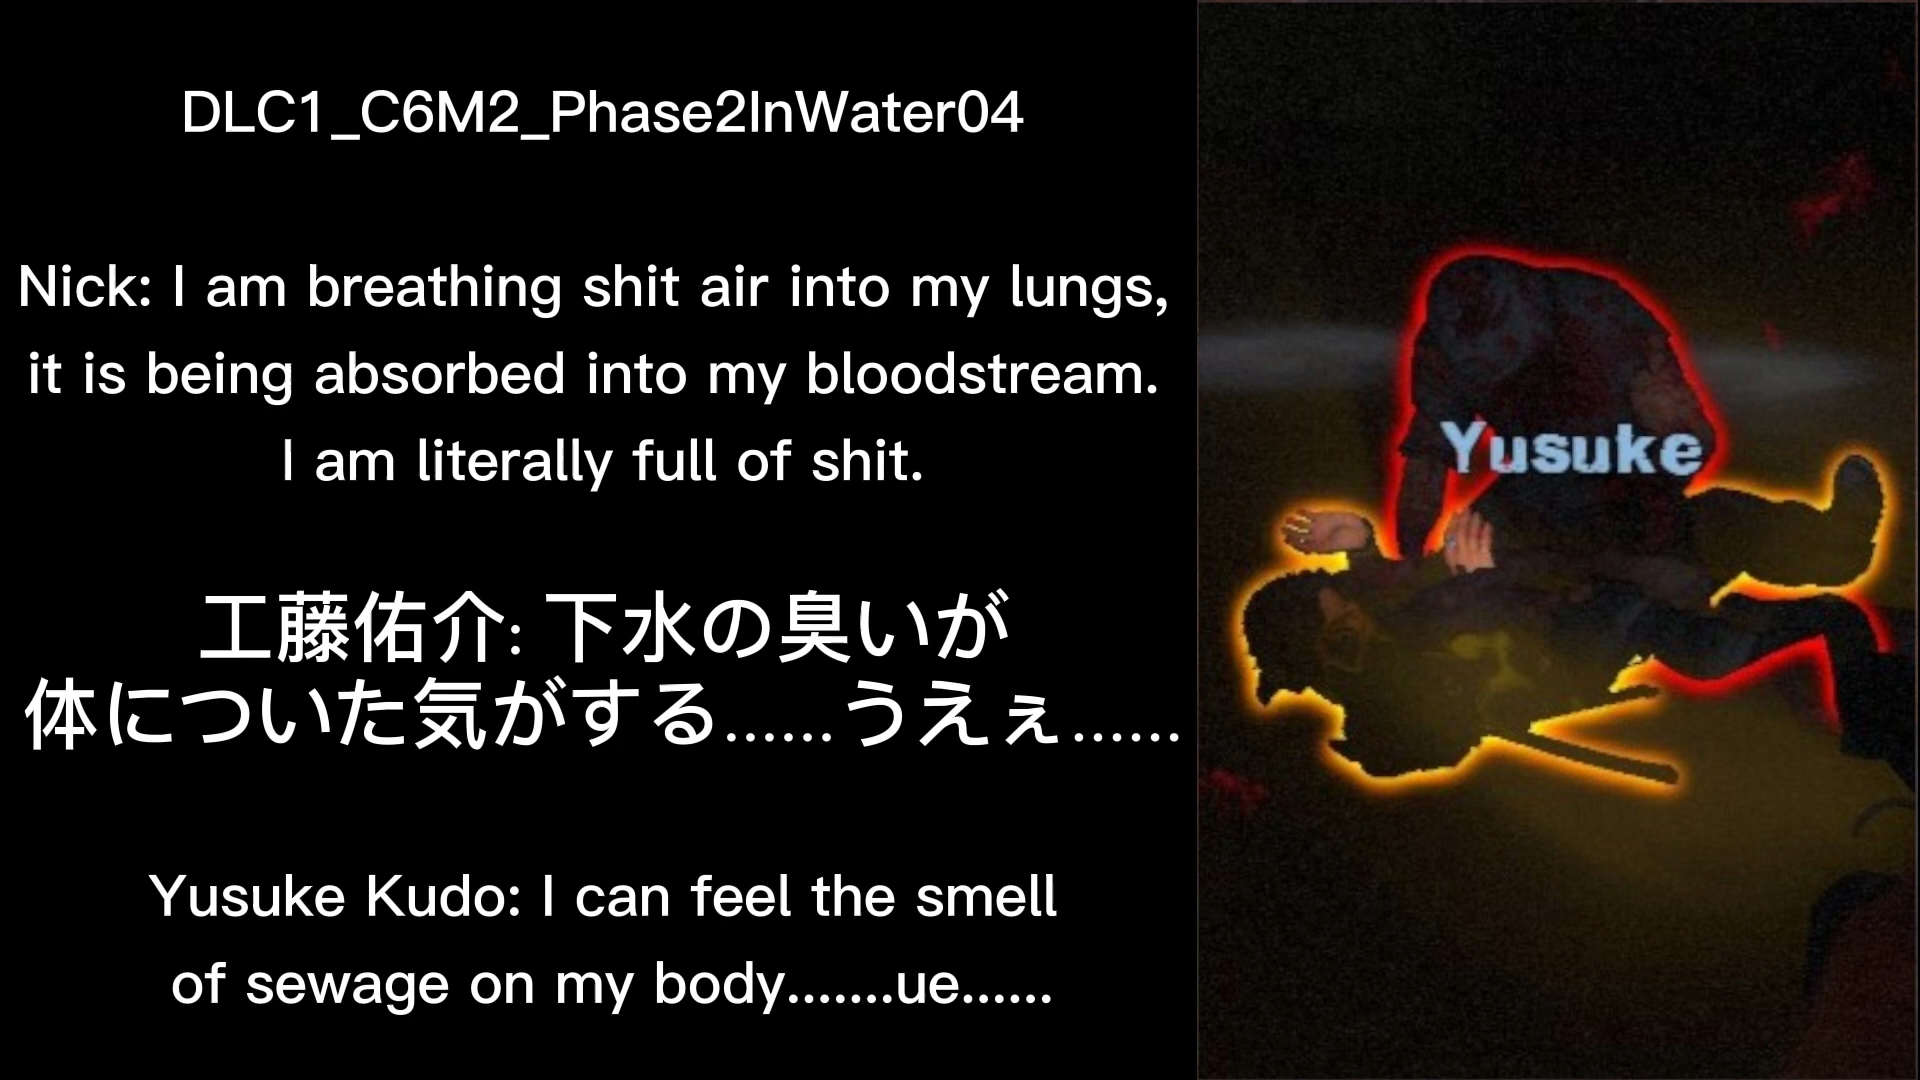 DLC1_C6M2_Phase2InWater04
Nick: I am breathing shit air into my lungs,
it is being absorbed into my bloodstream.
I am literally full of shit.
工藤佑介: 下水の臭いが
体についた気がする……うえぇ……
Yusuke Kudo: I can feel the smell
of sewage on my body.......ue......
Yusuke